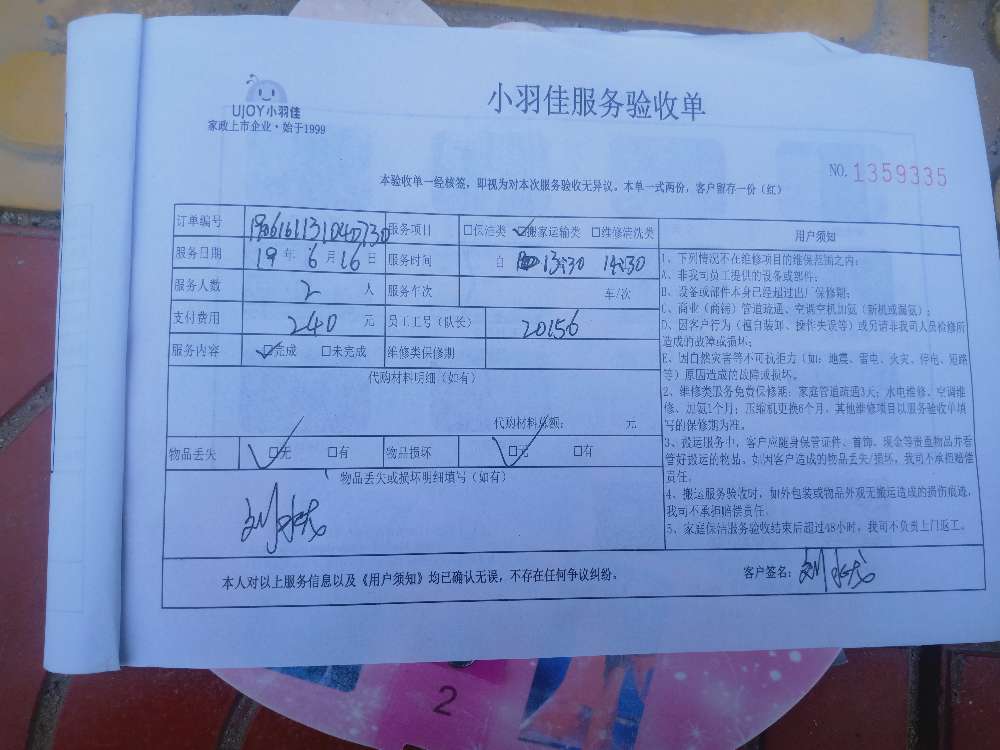 UJOY小羽佳
家政上市企业·始于1999
小羽佳服务验收单
NO. 1359335
本验收单一经核签，即视为对本次服务验收无异议。本单一式两份，客户留存一份（红）
订单编号 服务项目 □保洁类 ☑搬家运输类 □维修清洗类
服务日期 19年6月16日 服务时间 自 13:30 14:30
服务人数 2 人 服务车次 车/次
支付费用 240 元 员工工号（队长） 20156
服务内容 ☑完成 □未完成 维修类保修期
代购材料明细（如有）
代购材料总额： 元
物品丢失 ☑无 □有 物品损坏 ☑无 □有
物品丢失或损坏明细填写（如有）
用户须知
1、下列情况不在维修项目的维保范围之内：
A、非我司员工提供的设备或部件；
B、设备或部件本身已经超过出厂保修期；
C、商业（商铺）管道疏通、空调空机加氨（新机或漏氨）；
D、因客户行为（擅自装卸、操作失误等）或另请非我司人员检修所
造成的故障或损坏；
E、因自然灾害等不可抗拒力（如：地震、雷电、火灾、停电、短路
等）原因造成的故障或损坏。
2、维修类服务免费保修期：家庭管道疏通3天；水电维修、空调维
修、加氨1个月；压缩机更换6个月，其他维修项目以服务验收单填
写的保修期为准。
3、搬运服务中，客户应随身保管证件、首饰、现金等贵重物品并看
管好搬运的物品，如因客户造成的物品丢失/损坏，我司不承担赔偿
责任。
4、搬运服务验收时，如外包装或物品外观无搬运造成的损伤痕迹，
我司不承担赔偿责任。
5、家庭保洁服务验收结束后超过48小时，我司不负责上门返工。
本人对以上服务信息以及《用户须知》均已确认无误，不存在任何争议纠纷。
客户签名：
2